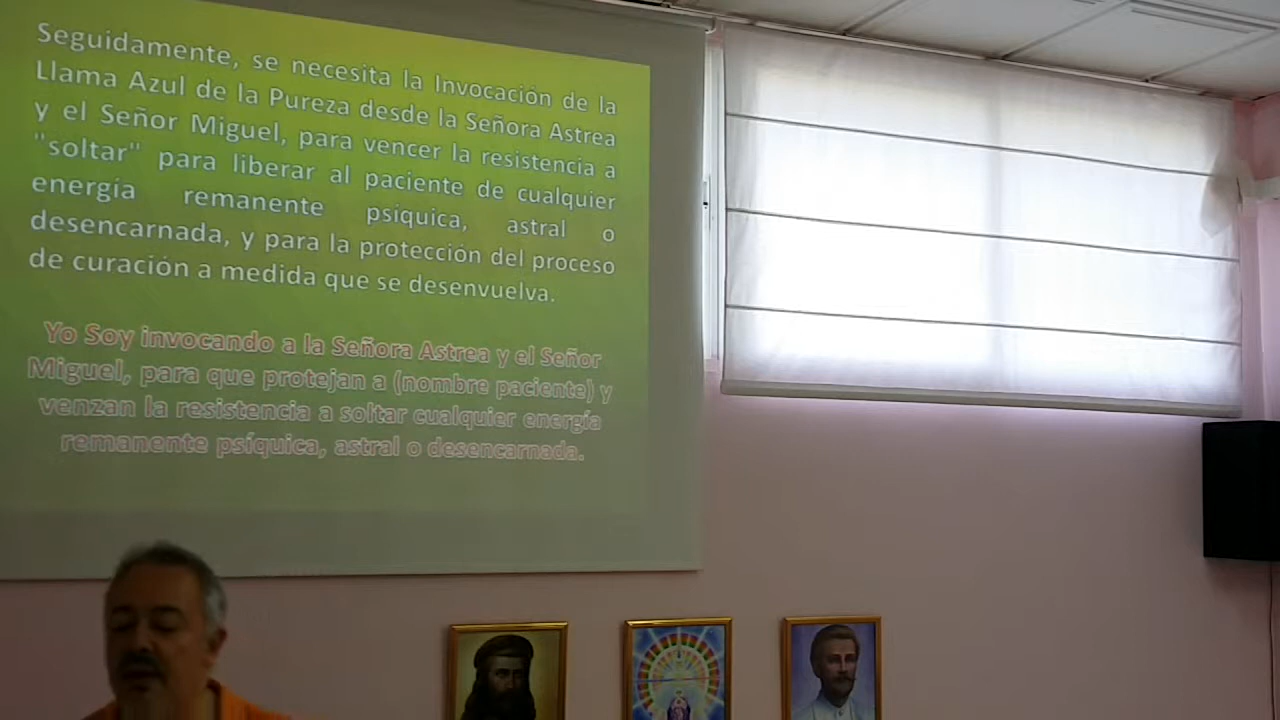 Seguidamente, se necesita la Invocación de la
Llama Azul de la Pureza desde la Señora Astrea
y el Señor Miguel, para vencer la resistencia a
"soltar" para liberar al paciente de cualquier
energía remanente psiquica, astral o
desencarnada, y para la protección del proceso
de curación a medida que se desenvuelva.
Yo Soy invocando a la Señora Astrea y el Señor
Miguel, para que protejan a (nombre paciente) y
venzan la resistencia a soltar cualquier energía
remanente psíquica, astral o desencarnada.